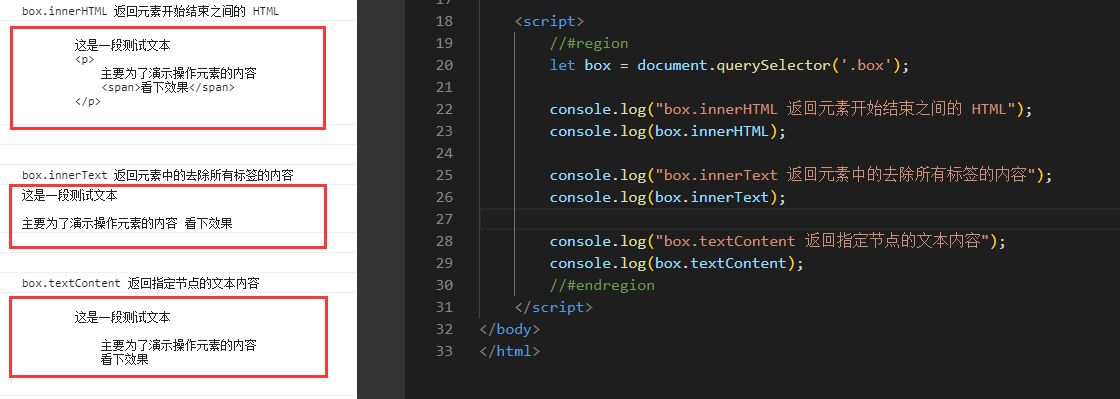 box.innerHTML 返回元素开始结束之间的 HTML
这是一段测试文本
<p>
主要为了演示操作元素的内容
<span>看下效果</span>
</p>
box.innerText 返回元素中的去除所有标签的内容
这是一段测试文本
主要为了演示操作元素的内容 看下效果
box.textContent 返回指定节点的文本内容
这是一段测试文本
主要为了演示操作元素的内容
看下效果
17
18 <script>
19 //#region
20 let box = document.querySelector('.box');
21
22 console.log("box.innerHTML 返回元素开始结束之间的 HTML");
23 console.log(box.innerHTML);
24
25 console.log("box.innerText 返回元素中的去除所有标签的内容");
26 console.log(box.innerText);
27
28 console.log("box.textContent 返回指定节点的文本内容");
29 console.log(box.textContent);
30 //#endregion
31 </script>
32 </body>
33 </html>